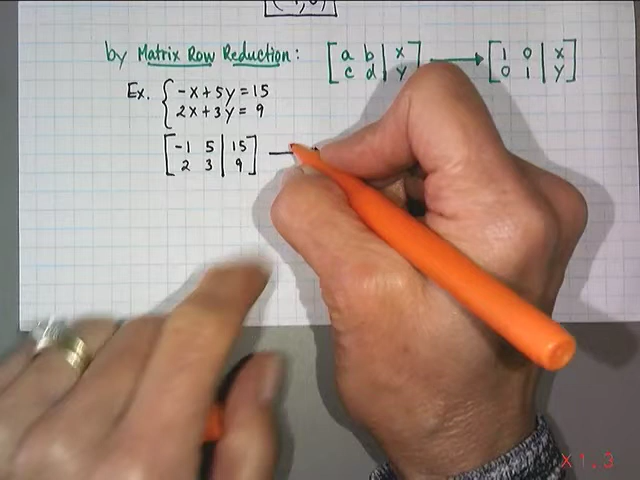 by Matrix Row Reduction: [a b | x → [1 0 | x]
c d | y] 0 1 | y]
Ex. { -x+5y=15
2x+3y= 9
[-1 5 | 15]
2 3 | 9
x1.3